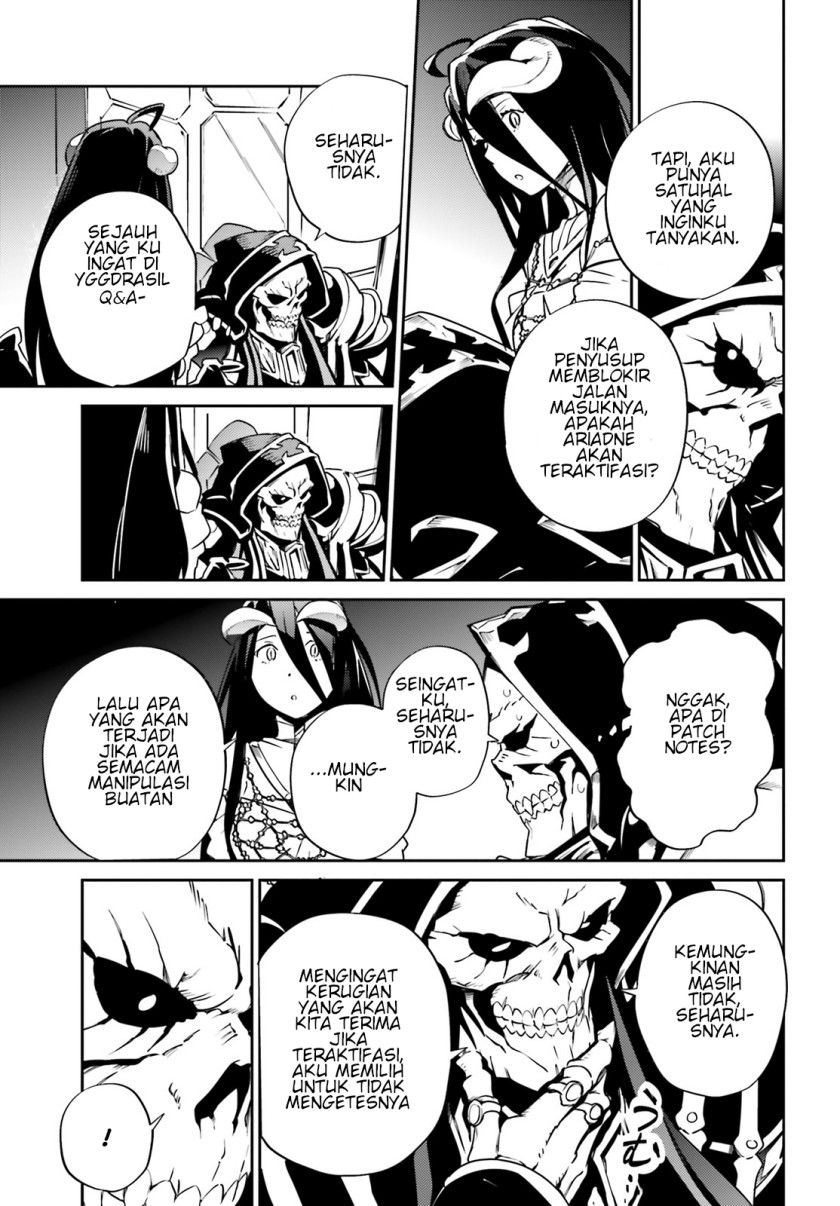 TAPI, AKU
PUNYA
SATUHAL
YANG
INGINKU
TANYAKAN.
JIKA
PENYUSUP
MEMBLOKIR
JALAN
MASUKNYA,
APAKAH
ARIADNE
AKAN
TERAKTIFASI?
SEHARU-
SNYA
TIDAK.
SEJAUH
YANG KU
INGAT DI
YGGDRASIL
Q&A-
NGGAK,
APA DI
PATCH
NOTES?
SEINGAT-
KU,
SEHARU-
SNYA
TIDAK.
...MUNG-
KIN
LALU APA
YANG AKAN
TERJADI
JIKA ADA
SEMACAM
MANIPULASI
BUATAN
KEMUNG-
KINAN
MASIH
TIDAK,
SEHARU-
SNYA.
うむ…
MENGINGAT
KERUGIAN
YANG AKAN
KITA TERIMA
JIKA
TERAKTIFASI,
AKU MEMILIH
UNTUK TIDAK
MENGETESNYA
!